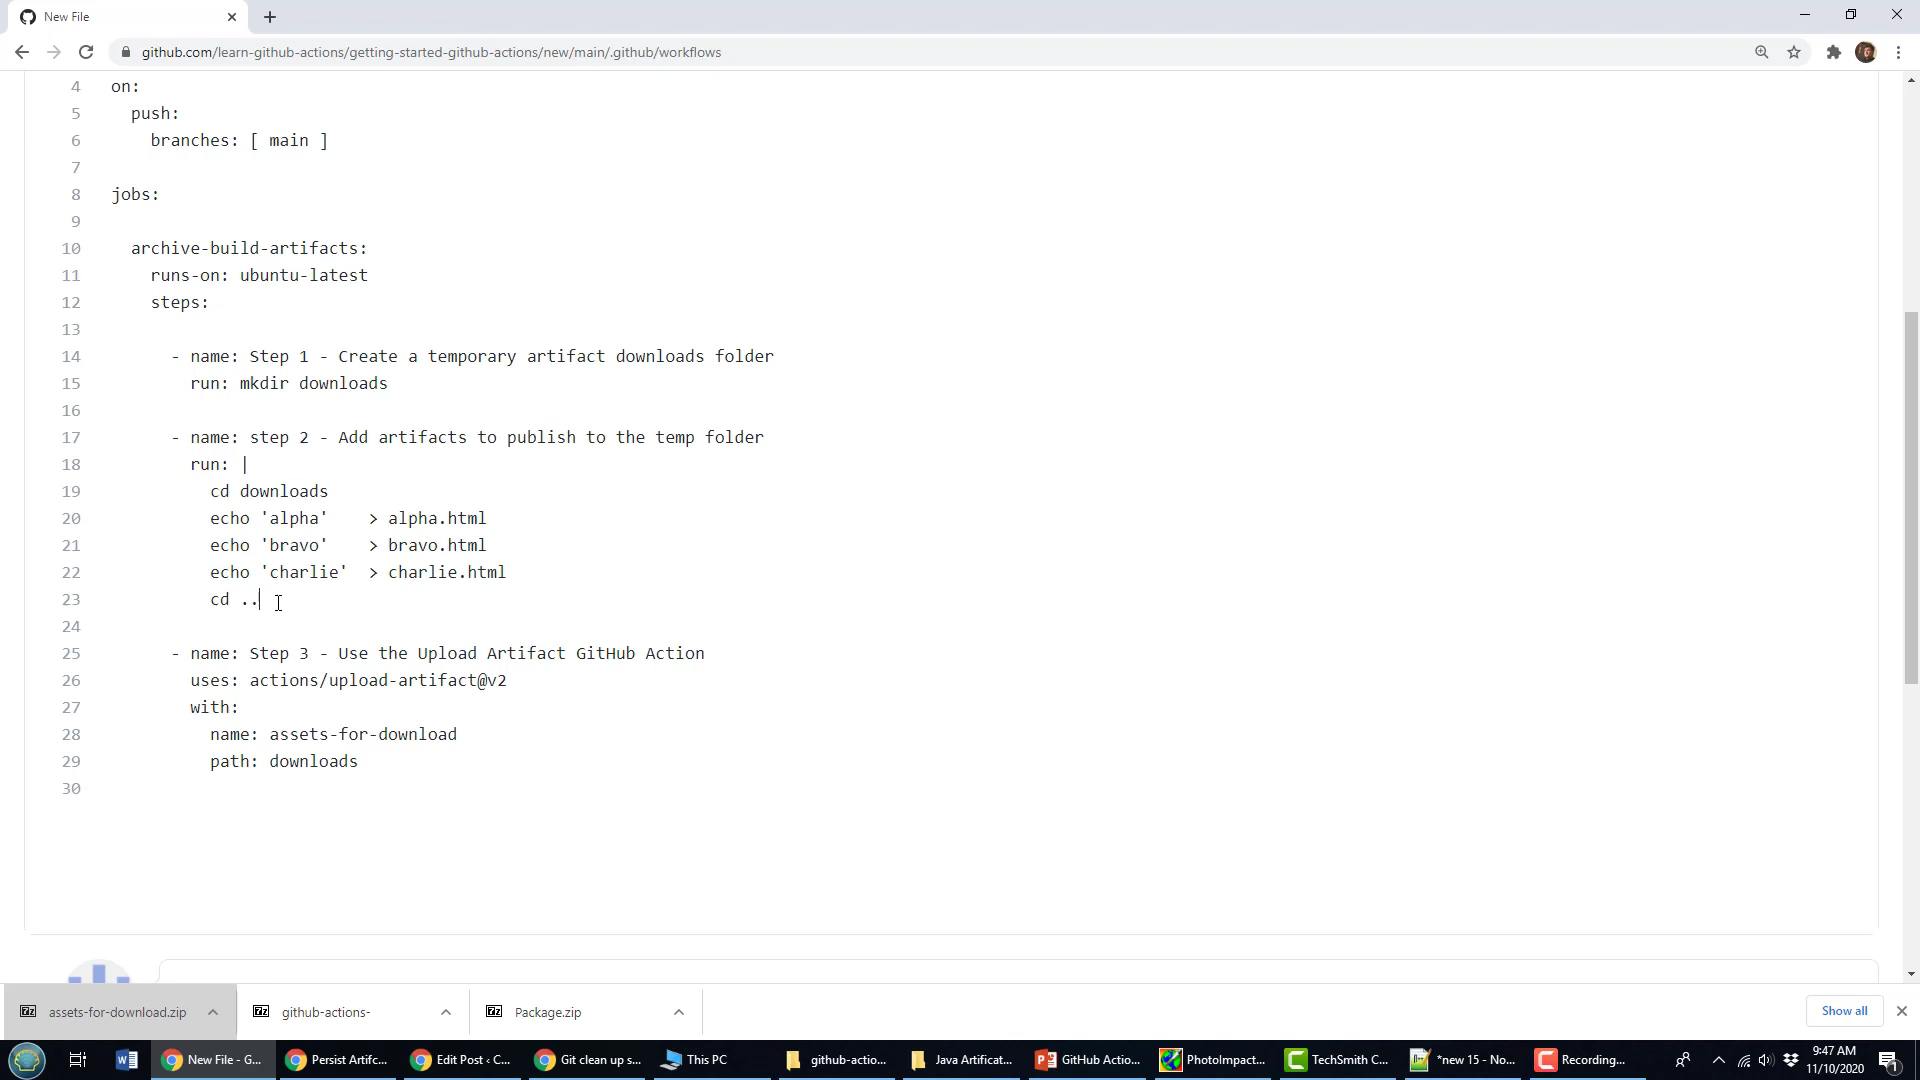 New File
github.com/learn-github-actions/getting-started-github-actions/new/main/.github/workflows
4 on:
5 push:
6 branches: [ main ]
7
8 jobs:
9
10 archive-build-artifacts:
11 runs-on: ubuntu-latest
12 steps:
13
14 - name: Step 1 - Create a temporary artifact downloads folder
15 run: mkdir downloads
16
17 - name: step 2 - Add artifacts to publish to the temp folder
18 run: |
19 cd downloads
20 echo 'alpha' > alpha.html
21 echo 'bravo' > bravo.html
22 echo 'charlie' > charlie.html
23 cd ..
24
25 - name: Step 3 - Use the Upload Artifact GitHub Action
26 uses: actions/upload-artifact@v2
27 with:
28 name: assets-for-download
29 path: downloads
30
assets-for-download.zip github-actions- Package.zip Show all
New File - G... Persist Artifc... Edit Post ‹ C... Git clean up s... This PC github-actio... Java Artificat... GitHub Actio... PhotoImpact... TechSmith C... *new 15 - No... Recording... 9:47 AM
11/10/2020 1